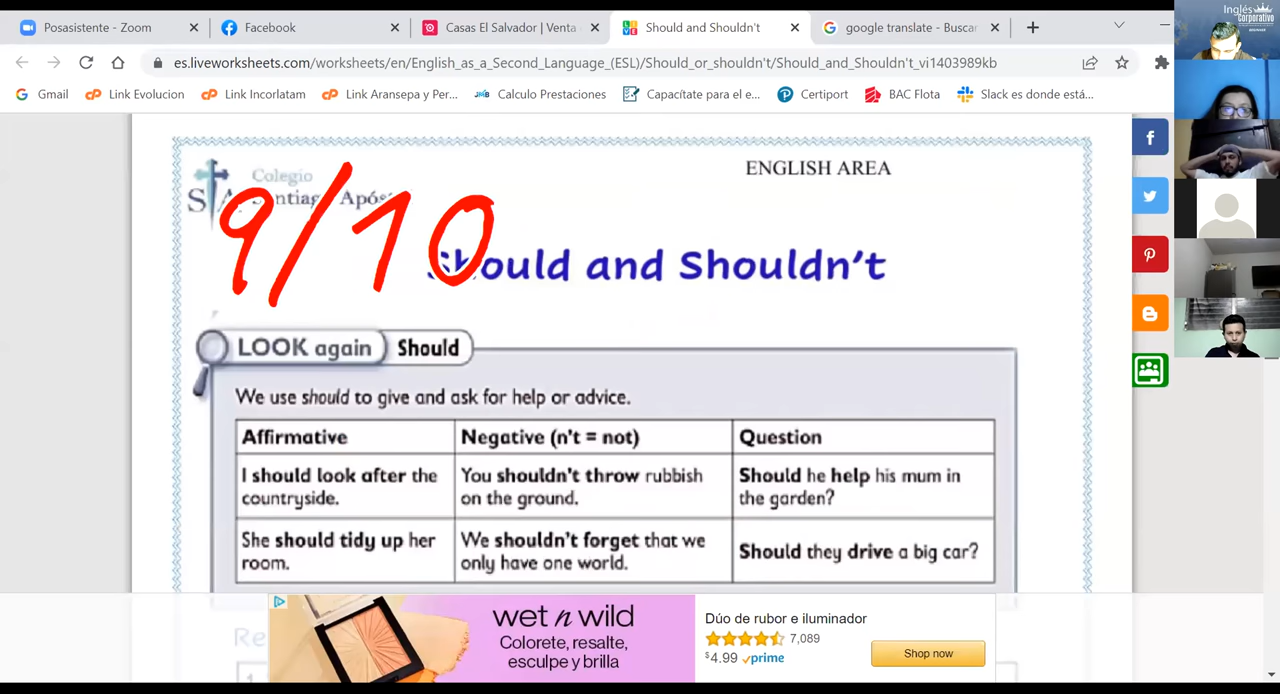 Posasistente - Zoom
Facebook
Casas El Salvador | Venta
Should and Shouldn't
google translate - Buscar
es.liveworksheets.com/worksheets/en/English_as_a_Second_Language_(ESL)/Should_or_shouldn't/Should_and_Shouldn't_vi1403989kb
Gmail
Link Evolucion
Link Incorlatam
Link Aransepa y Per...
Calculo Prestaciones
Capacítate para el e...
Certiport
BAC Flota
Slack es donde está...
Inglés
Corporativo
Colegio
ENGLISH AREA
9/10
Should and Shouldn't
LOOK again
Should
We use should to give and ask for help or advice.
Affirmative
Negative (n't = not)
Question
I should look after the
countryside.
You shouldn't throw rubbish
on the ground.
Should he help his mum in
the garden?
She should tidy up her
room.
We shouldn't forget that we
only have one world.
Should they drive a big car?
wet n wild
Colorete, resalte,
esculpe y brilla
Dúo de rubor e iluminador
7,089
$4.99 prime
Shop now